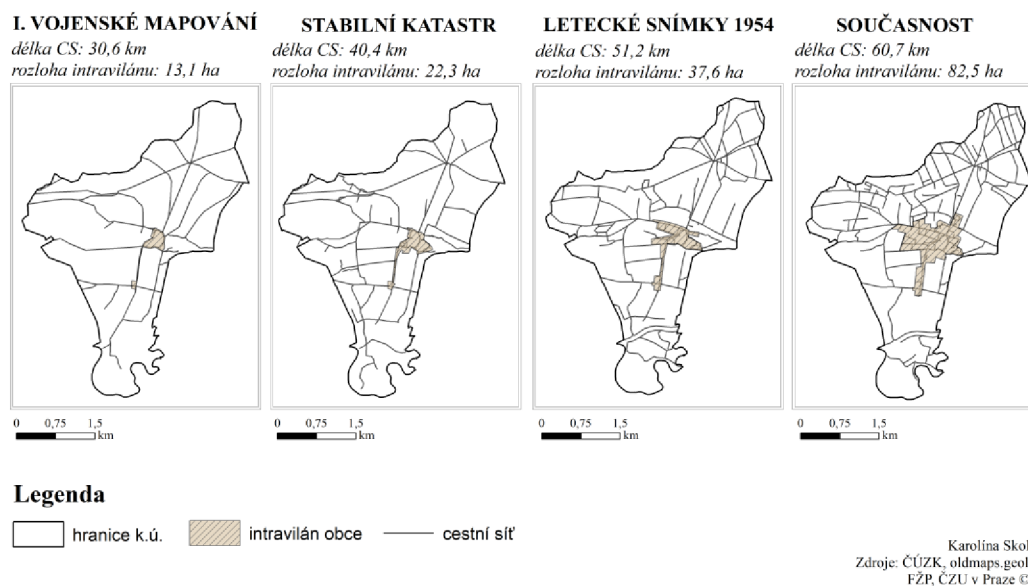 I. VOJENSKÉ MAPOVÁNÍ
délka CS: 30,6 km
rozloha intravilánu: 13,1 ha
STABILNÍ KATASTR
délka CS: 40,4 km
rozloha intravilánu: 22,3 ha
LETECKÉ SNÍMKY 1954
délka CS: 51,2 km
rozloha intravilánu: 37,6 ha
SOUČASNOST
délka CS: 60,7 km
rozloha intravilánu: 82,5 ha
0 0,75 1,5
km
0 0,75 1,5
km
0 0,75 1,5
km
0 0,75 1,5
km
Legenda
hranice k.ú.
intravilán obce
cestní síť
Karolína Skol
Zdroje: ČÚZK, oldmaps.geol
FŽP, ČZU v Praze ©